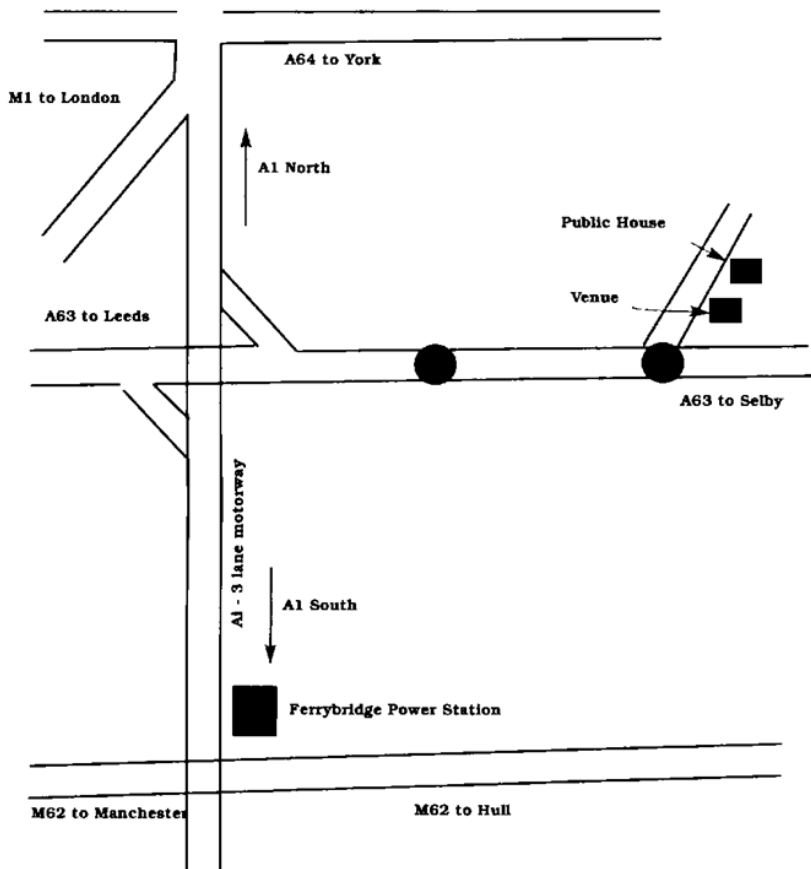 A64 to York
M1 to London
A1 North
Public House
Venue
A63 to Leeds
A63 to Selby
A1 - 3 lane motorway
A1 South
Ferrybridge Power Station
M62 to Manchester
M62 to Hull